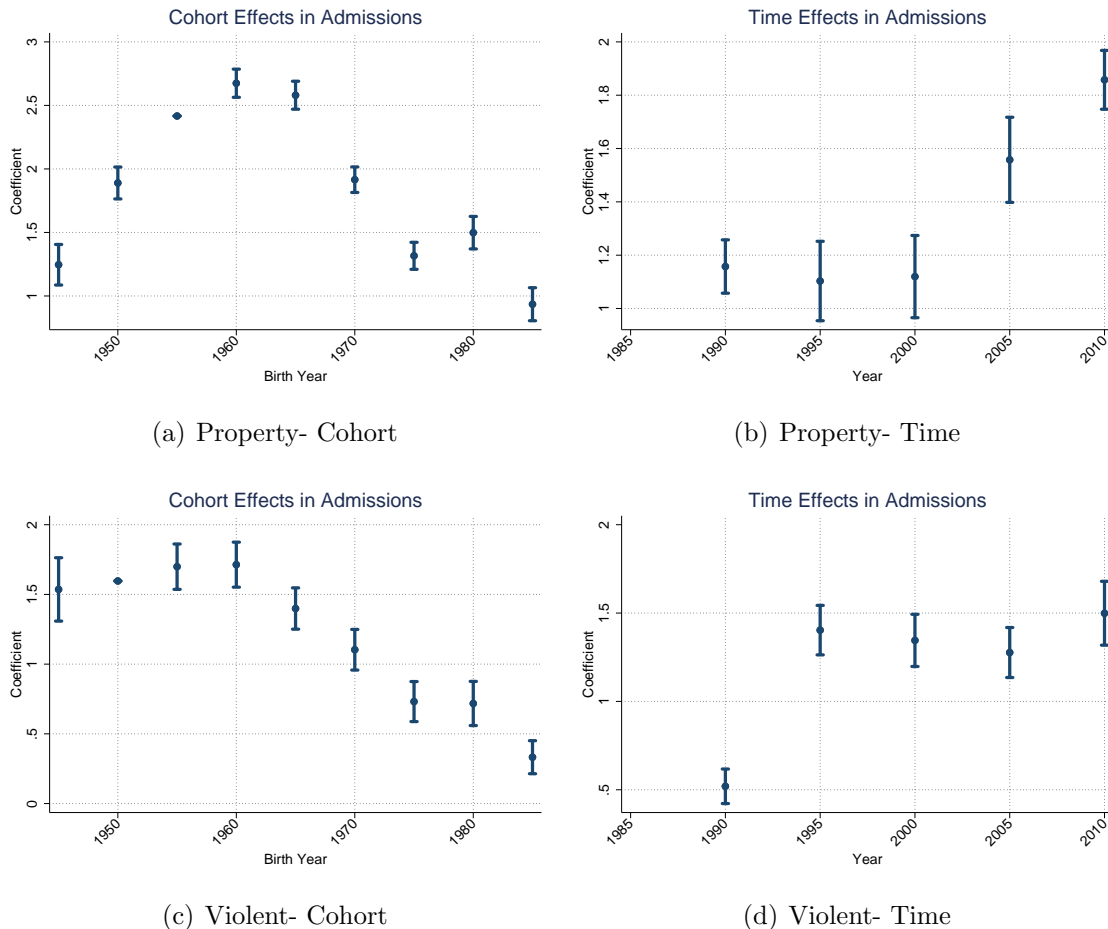 Cohort Effects in Admissions
Coefficient
3
2.5
2
1.5
1
1950
1960
1970
1980
Birth Year
(a) Property- Cohort
Time Effects in Admissions
Coefficient
2
1.8
1.6
1.4
1.2
1
1985
1990
1995
2000
2005
2010
Year
(b) Property- Time
Cohort Effects in Admissions
Coefficient
2
1.5
1
.5
0
1950
1960
1970
1980
Birth Year
(c) Violent- Cohort
Time Effects in Admissions
Coefficient
2
1.5
1
.5
1985
1990
1995
2000
2005
2010
Year
(d) Violent- Time